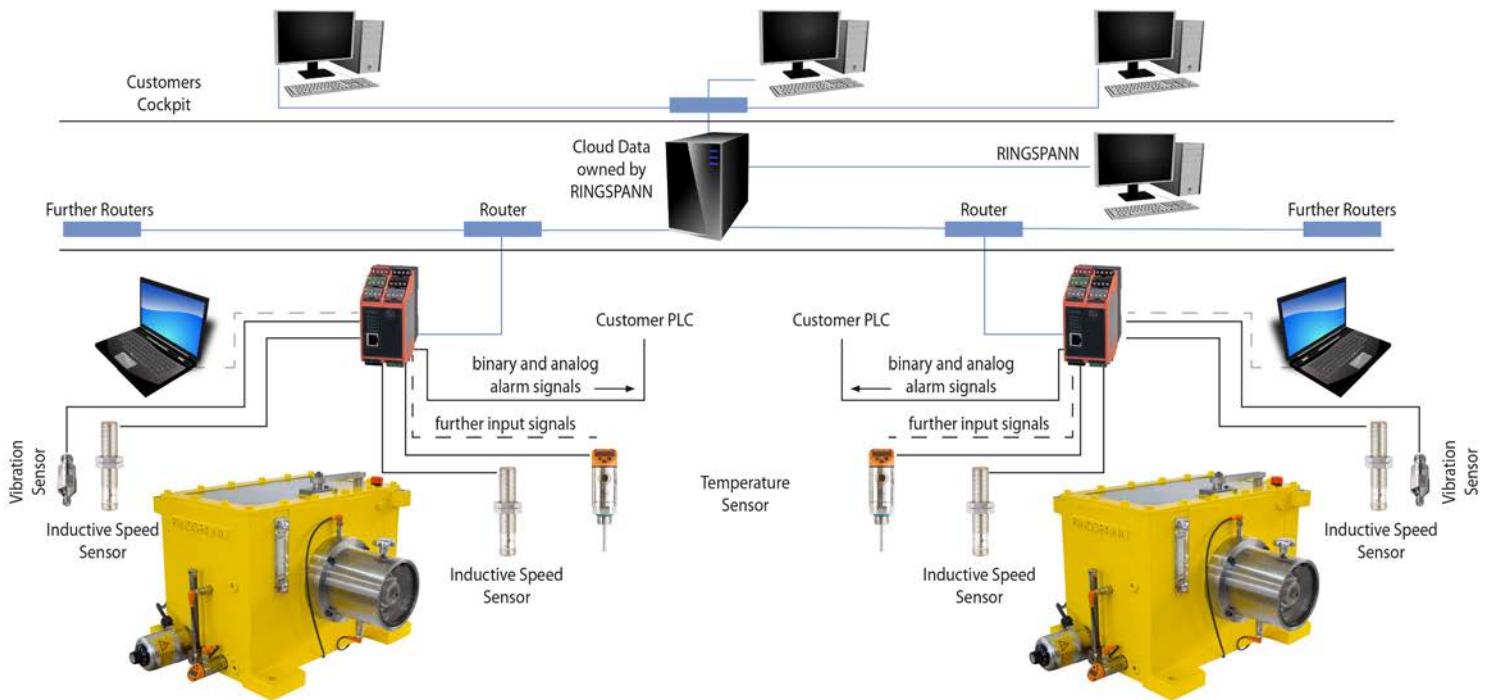 Customers
Cockpit
Cloud Data
owned by
RINGSPANN
RINGSPANN
Further Routers
Router
Router
Further Routers
Customer PLC
Customer PLC
binary and analog
alarm signals
binary and analog
alarm signals
further input signals
further input signals
Vibration
Sensor
Inductive Speed
Sensor
Inductive Speed
Sensor
Temperature
Sensor
Inductive Speed
Sensor
Inductive Speed
Sensor
Vibration
Sensor
RINGSPANN
RINGSPANN